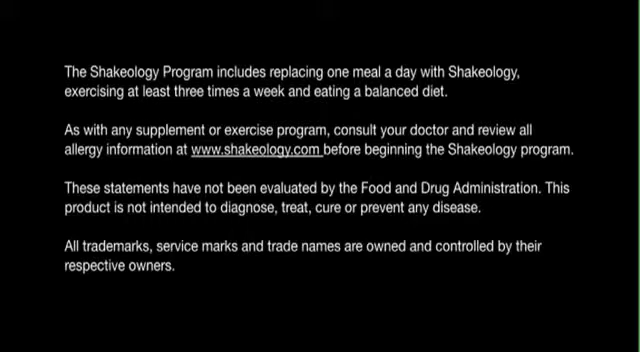 The Shakeology Program includes replacing one meal a day with Shakeology,
exercising at least three times a week and eating a balanced diet.
As with any supplement or exercise program, consult your doctor and review all
allergy information at www.shakeology.com before beginning the Shakeology program.
These statements have not been evaluated by the Food and Drug Administration. This
product is not intended to diagnose, treat, cure or prevent any disease.
All trademarks, service marks and trade names are owned and controlled by their
respective owners.